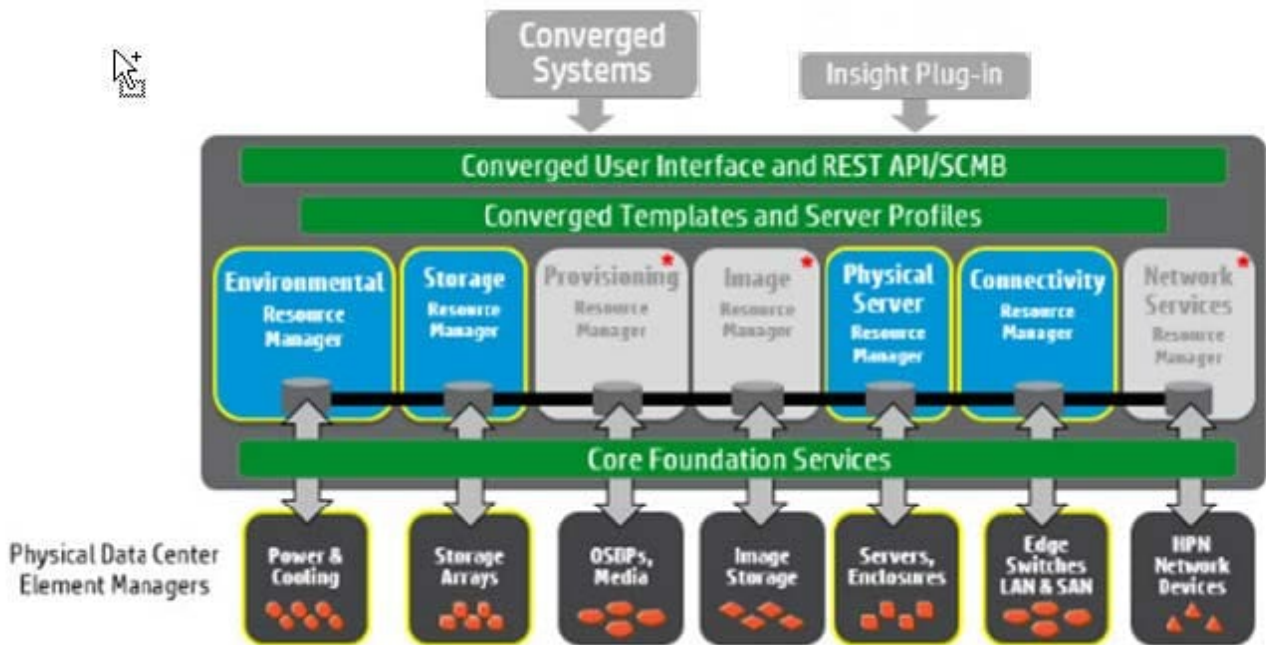 Converged
Systems
Insight Plug-in
Converged User Interface and REST API/SCMB
Converged Templates and Server Profiles
Environmental
Resource
Manager
Storage
Resource
Manager
Provisioning
Resource
Manager
Image
Resource
Manager
Physical
Server
Resource
Manager
Connectivity
Resource
Manager
Network
Services
Resource
Manager
Core Foundation Services
Physical Data Center
Element Managers
Power &
Cooling
Storage
Arrays
OSBPs,
Media
Image
Storage
Servers,
Enclosures
Edge
Switches
LAN & SAN
HPN
Network
Devices